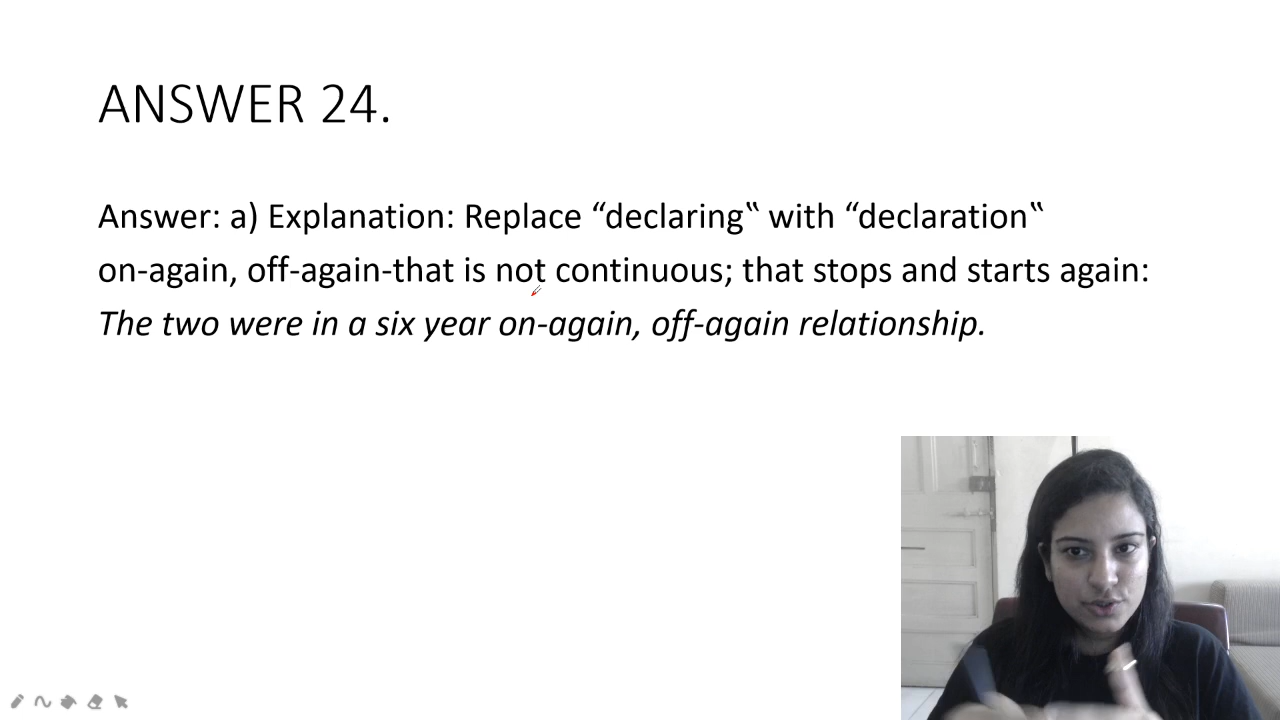 ANSWER 24.
Answer: a) Explanation: Replace “declaring‟ with “declaration‟
on-again, off-again-that is not continuous; that stops and starts again:
The two were in a six year on-again, off-again relationship.